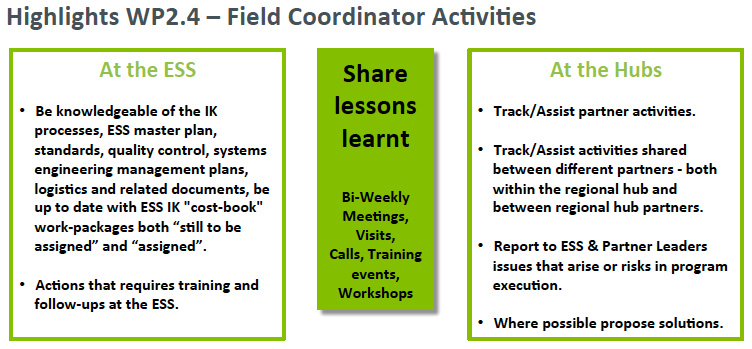 Highlights WP2.4 – Field Coordinator Activities
At the ESS
• Be knowledgeable of the IK
processes, ESS master plan,
standards, quality control, systems
engineering management plans,
logistics and related documents, be
up to date with ESS IK "cost-book"
work-packages both “still to be
assigned” and “assigned”.
• Actions that requires training and
follow-ups at the ESS.
Share
lessons
learnt
Bi-Weekly
Meetings,
Visits,
Calls, Training
events,
Workshops
At the Hubs
• Track/Assist partner activities.
• Track/Assist activities shared
between different partners - both
within the regional hub and
between regional hub partners.
• Report to ESS & Partner Leaders
issues that arise or risks in program
execution.
• Where possible propose solutions.